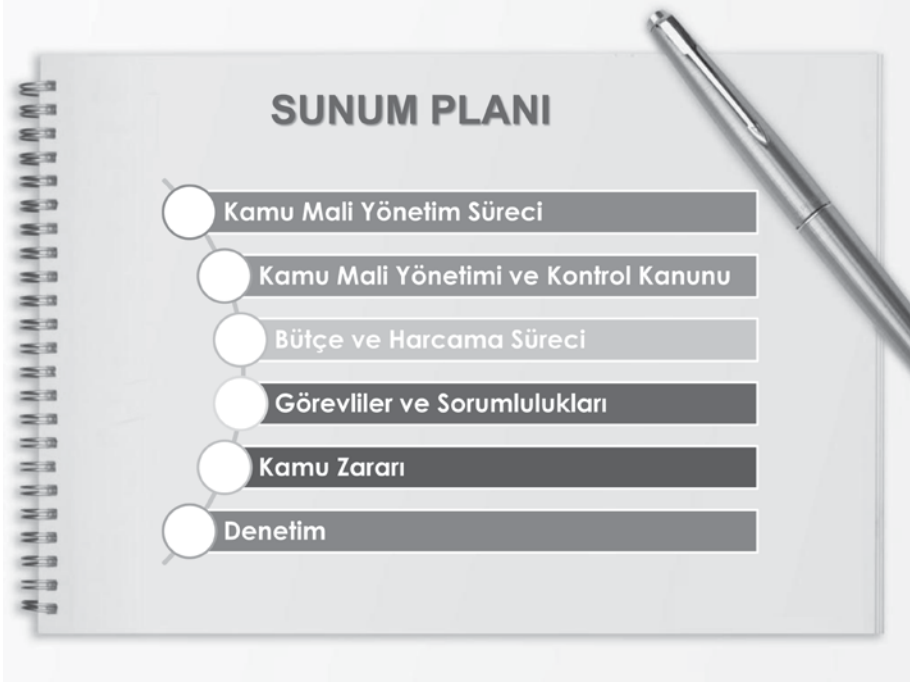 SUNUM PLANI
Kamu Mali Yönetim Süreci
Kamu Mali Yönetimi ve Kontrol Kanunu
Bütçe ve Harcama Süreci
Görevliler ve Sorumlulukları
Kamu Zararı
Denetim